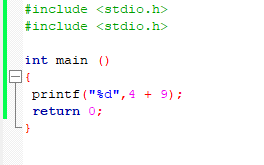 #include <stdio.h>
#include <stdio.h>
int main ()
{
printf("%d",4 + 9);
return 0;
}